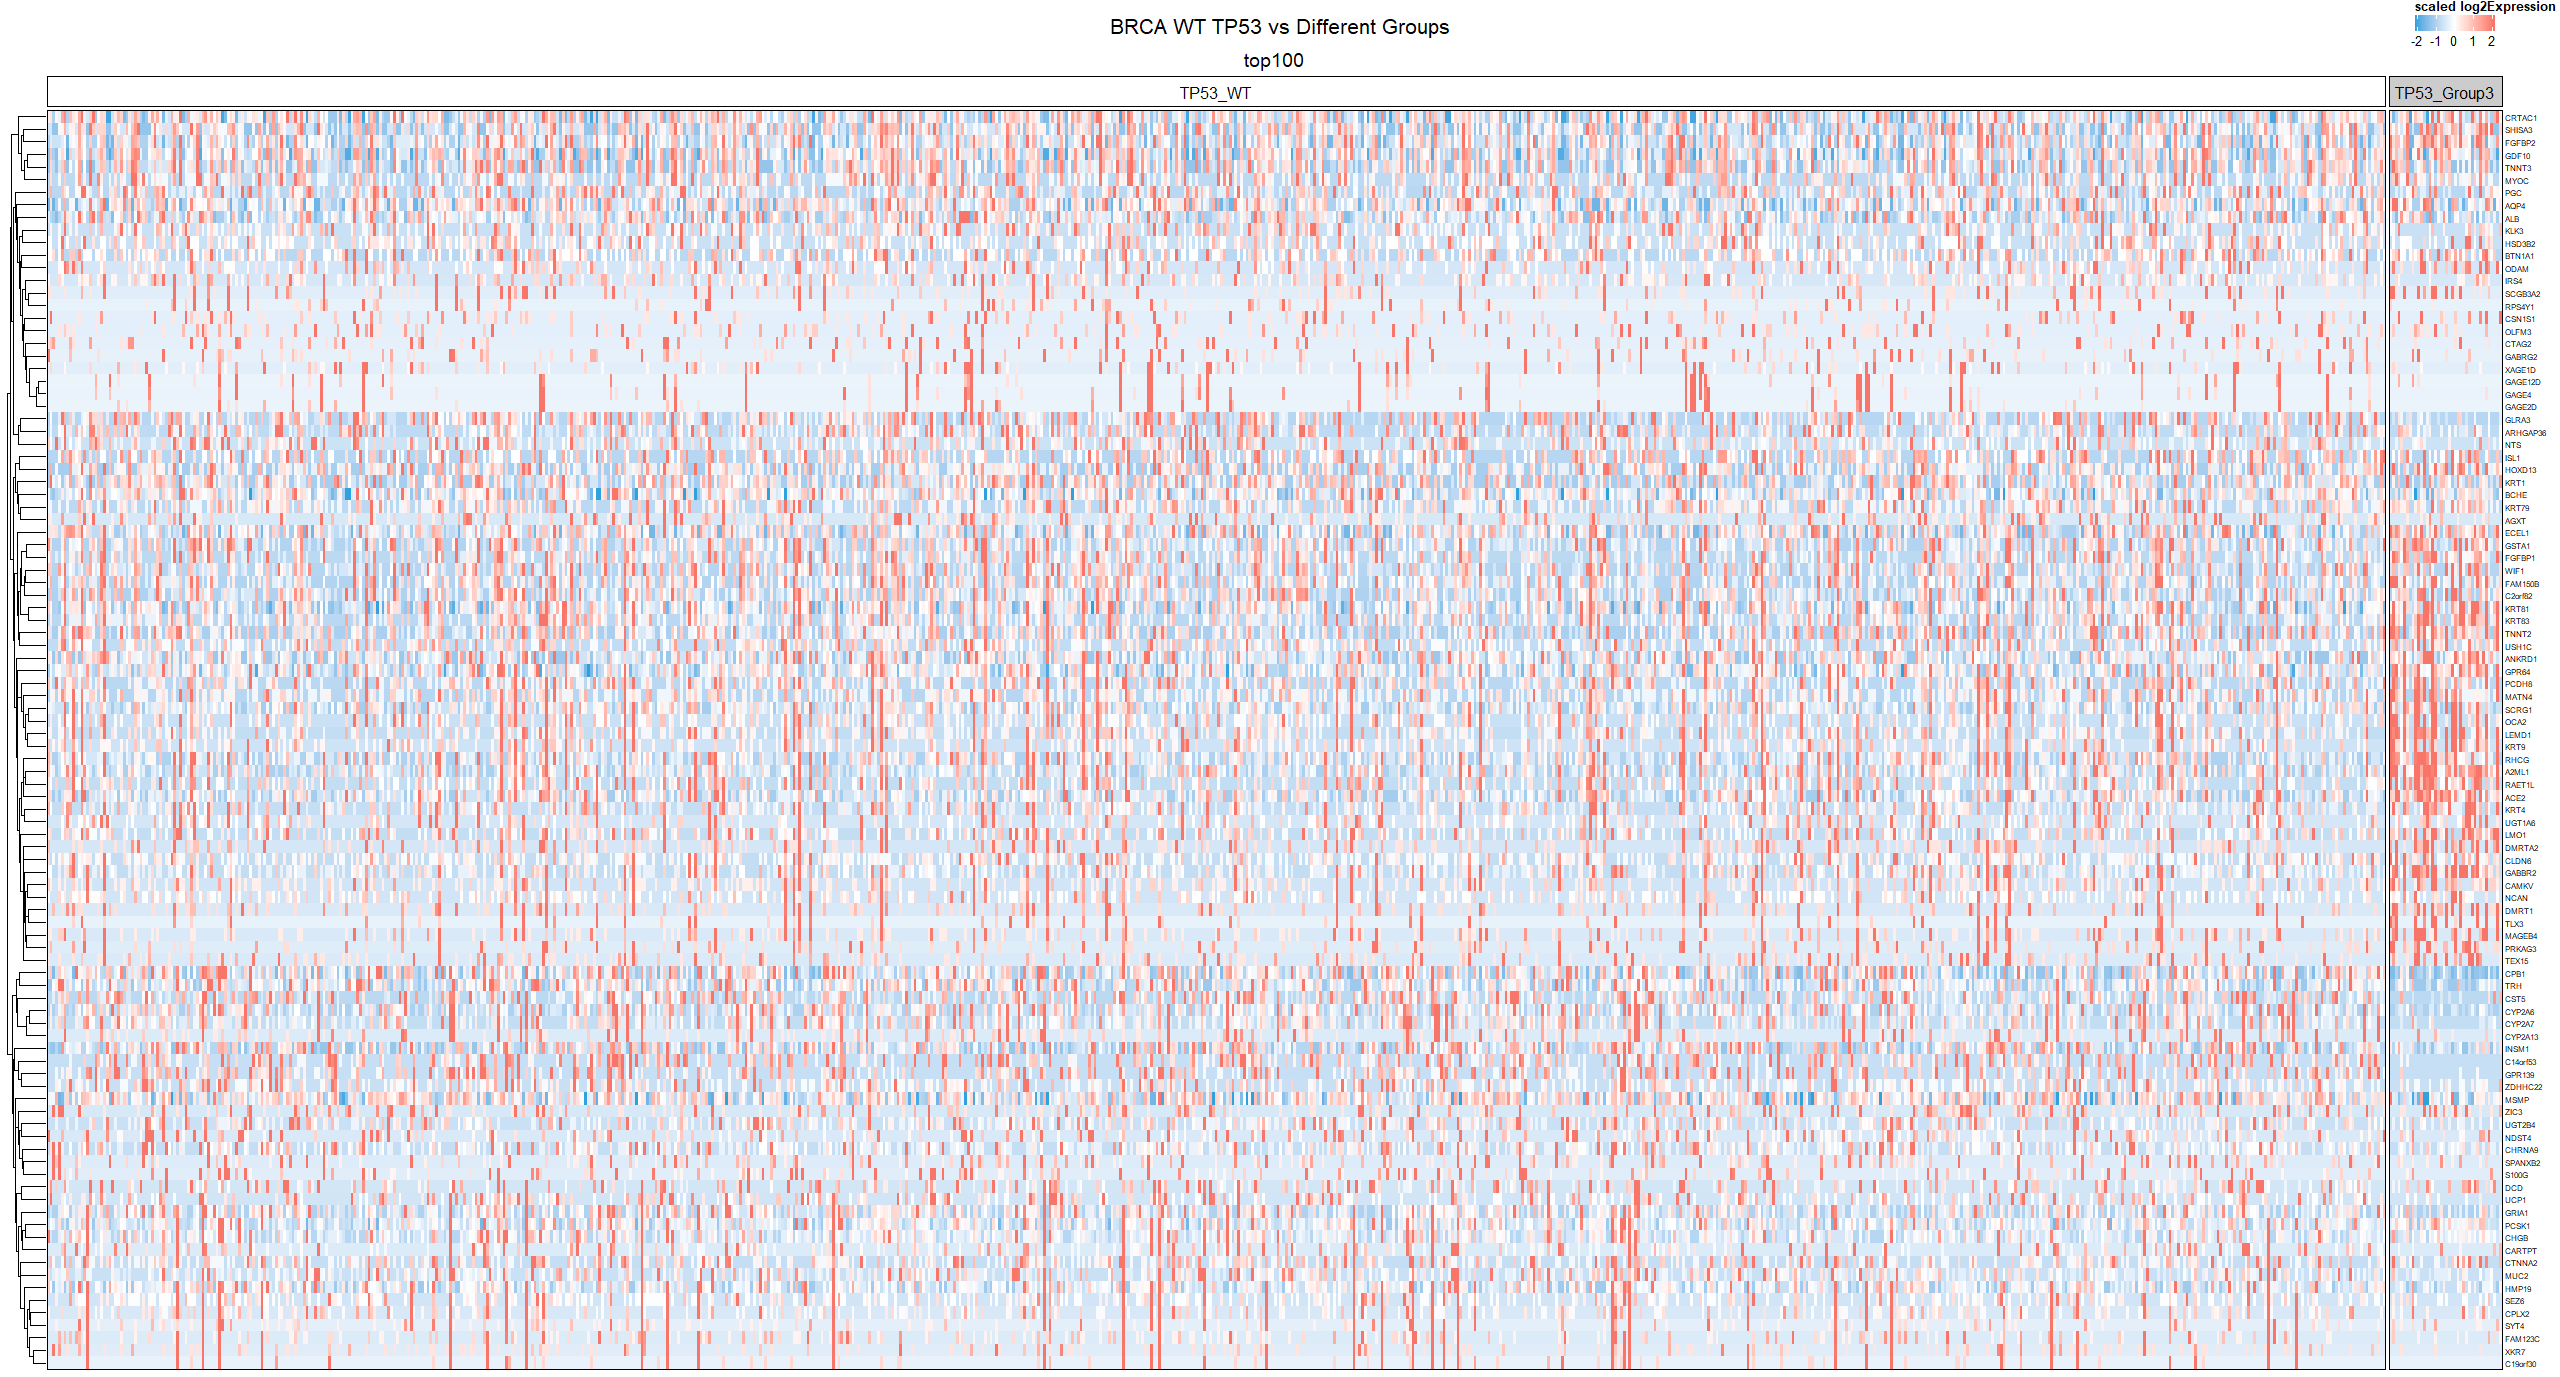 scaled log2Expression
-2 -1 0 1 2
BRCA WT TP53 vs Different Groups
top100
TP53_WT
TP53_Group3
CRTAC1
SHISA3
FGFBP2
GDF10
TNNT3
MYOC
PGC
AQP4
ALB
KLK3
HSD3B2
BTN1A1
ODAM
IRS4
SCGB3A2
RPS4Y1
CSN1S1
OLFM3
CTAG2
GABRG2
XAGE1D
GAGE12D
GAGE4
GAGE2D
GLRA3
ARHGAP36
NTS
ISL1
HOXD13
KRT1
BCHE
KRT79
AGXT
ECEL1
GSTA1
FGFBP1
WIF1
FAM150B
C2orf82
KRT81
KRT83
TNNT2
USH1C
ANKRD1
GPR64
PCDH8
MATN4
SCRG1
OCA2
LEMD1
KRT9
RHCG
A2ML1
RAET1L
ACE2
KRT4
UGT1A6
LMO1
DMRTA2
CLDN6
GABBR2
CAMKV
NCAN
DMRT1
TLX3
MAGEB4
PRKAG3
TEX15
CPB1
TRH
CST5
CYP2A6
CYP2A7
CYP2A13
INSM1
C14orf53
GPR139
ZDHHC22
MSMP
ZIC3
UGT2B4
NDST4
CHRNA9
SPANXB2
S100G
DCD
UCP1
GRIA1
PCSK1
CHGB
CARTPT
CTNNA2
MUC2
HMP19
SEZ6
CPLX2
SYT4
FAM123C
XKR7
C19orf30